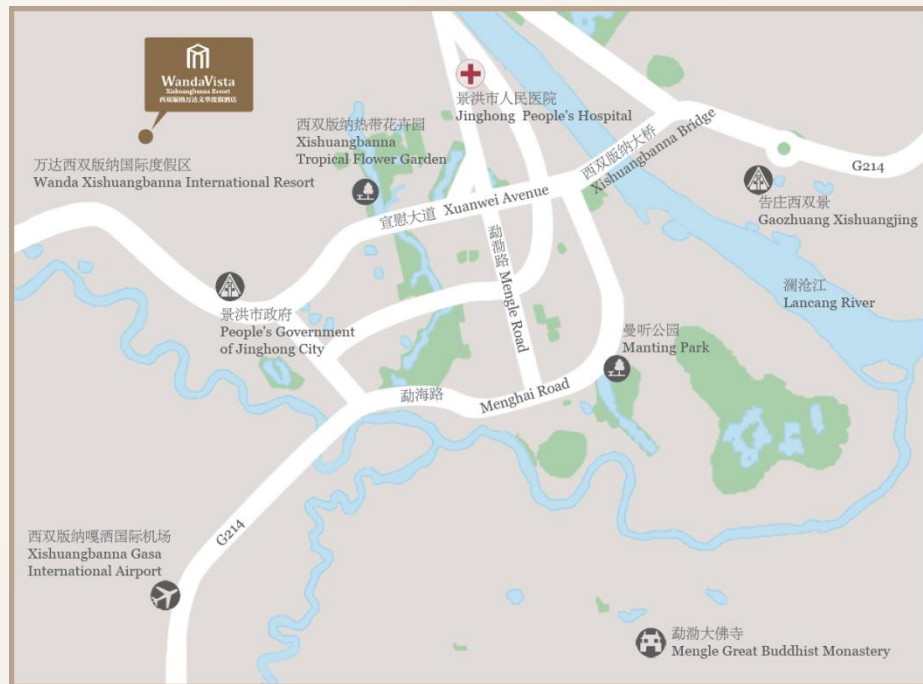 WandaVista
Xishuangbanna Resort
西双版纳万达文华度假酒店
万达西双版纳国际度假区
Wanda Xishuangbanna International Resort
西双版纳热带花卉园
Xishuangbanna
Tropical Flower Garden
景洪市人民医院
Jinghong People's Hospital
西双版纳大桥
Xishuangbanna Bridge
G214
告庄西双景
Gaozhuang Xishuangjing
宣慰大道 Xuanwei Avenue
勐泐路 Mengle Road
澜沧江
Lancang River
景洪市政府
People's Government
of Jinghong City
曼听公园
Manting Park
勐海路 Menghai Road
G214
西双版纳嘎洒国际机场
Xishuangbanna Gasa
International Airport
勐泐大佛寺
Mengle Great Buddhist Monastery